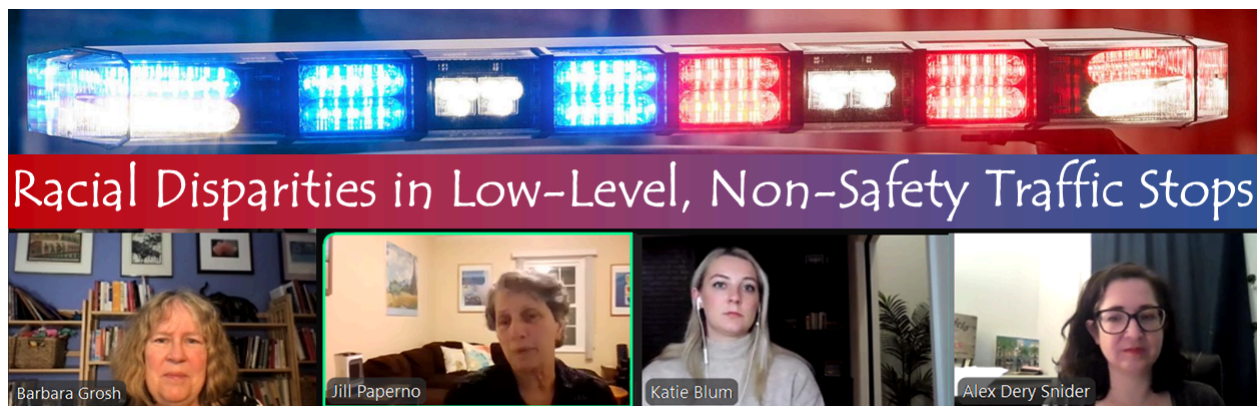 Racial Disparities in Low-Level, Non-Safety Traffic Stops
Barbara Grosh
Jill Paperno
Katie Blum
Alex Dery Snider